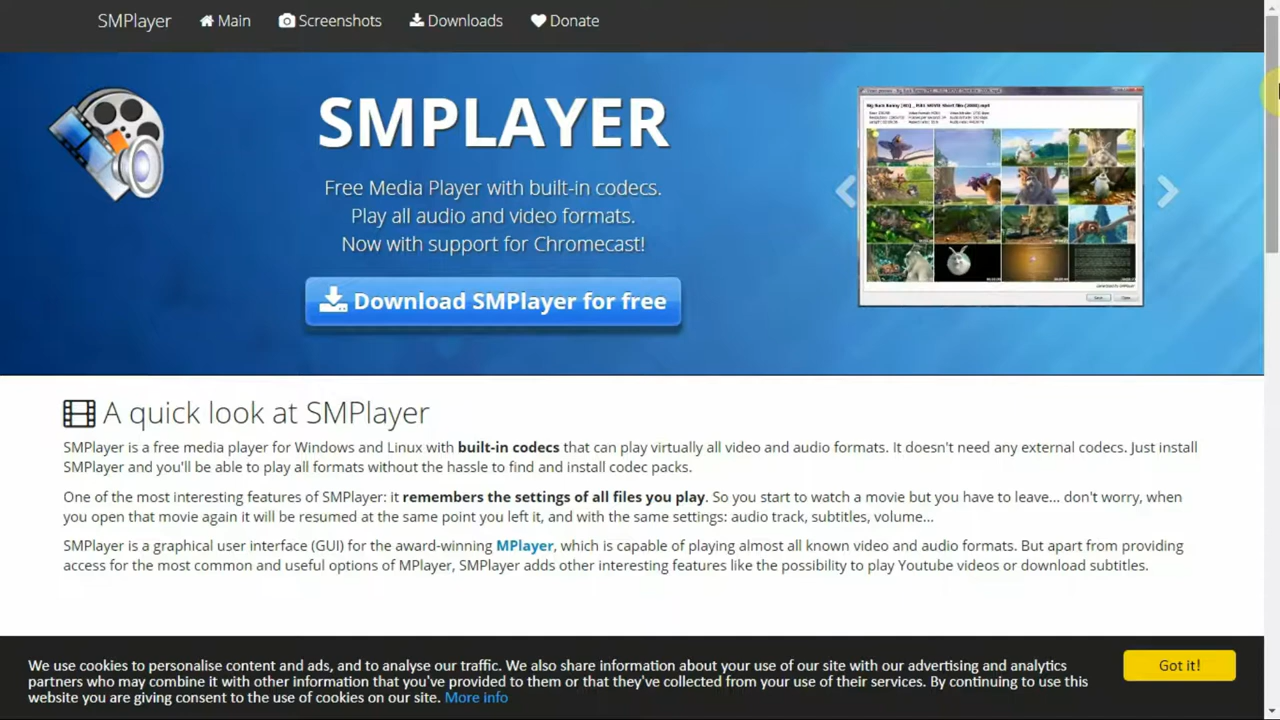 SMPlayer Main Screenshots Downloads Donate
SMPLAYER
Free Media Player with built-in codecs.
Play all audio and video formats.
Now with support for Chromecast!
Download SMPlayer for free
A quick look at SMPlayer
SMPlayer is a free media player for Windows and Linux with built-in codecs that can play virtually all video and audio formats. It doesn't need any external codecs. Just install
SMPlayer and you'll be able to play all formats without the hassle to find and install codec packs.
One of the most interesting features of SMPlayer: it remembers the settings of all files you play. So you start to watch a movie but you have to leave... don't worry, when
you open that movie again it will be resumed at the same point you left it, and with the same settings: audio track, subtitles, volume...
SMPlayer is a graphical user interface (GUI) for the award-winning MPlayer, which is capable of playing almost all known video and audio formats. But apart from providing
access for the most common and useful options of MPlayer, SMPlayer adds other interesting features like the possibility to play Youtube videos or download subtitles.
We use cookies to personalise content and ads, and to analyse our traffic. We also share information about your use of our site with our advertising and analytics
partners who may combine it with other information that you've provided to them or that they've collected from your use of their services. By continuing to use this
website you are giving consent to the use of cookies on our site. More info
Got it!